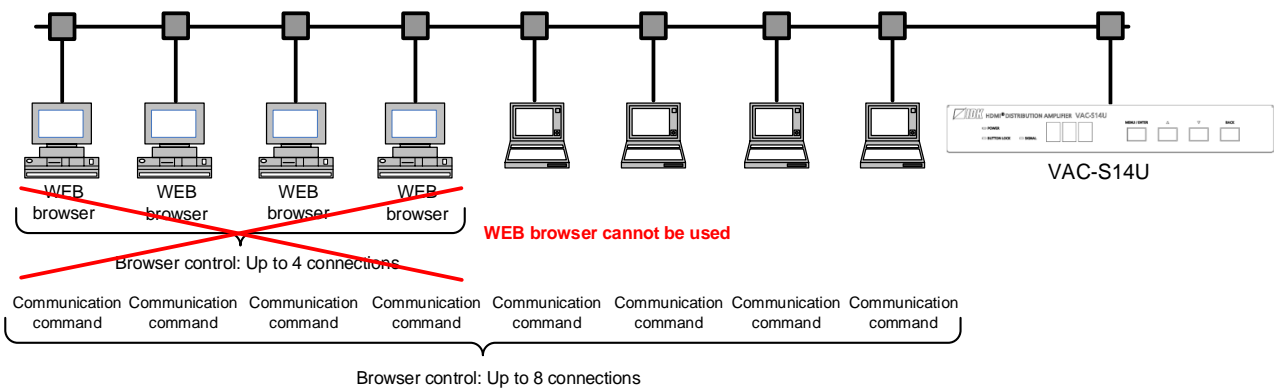 IDK HDMI® DISTRIBUTION AMPLIFIER VAC-S14U
POWER
BUTTON LOCK SIGNAL
MENU / ENTER △ ▽ BACK
VAC-S14U
WEB browser
WEB browser
WEB browser
WEB browser
WEB browser cannot be used
Browser control: Up to 4 connections
Communication command
Communication command
Communication command
Communication command
Communication command
Communication command
Communication command
Communication command
Browser control: Up to 8 connections